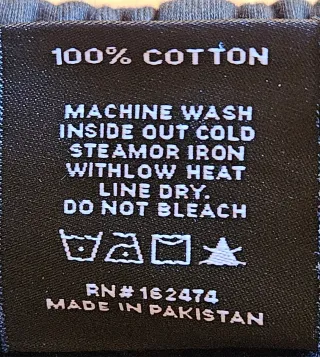 100% COTTON
MACHINE WASH
INSIDE OUT COLD
STEAMOR IRON
WITHLOW HEAT
LINE DRY.
DO NOT BLEACH
RN# 162474
MADE IN PAKISTAN